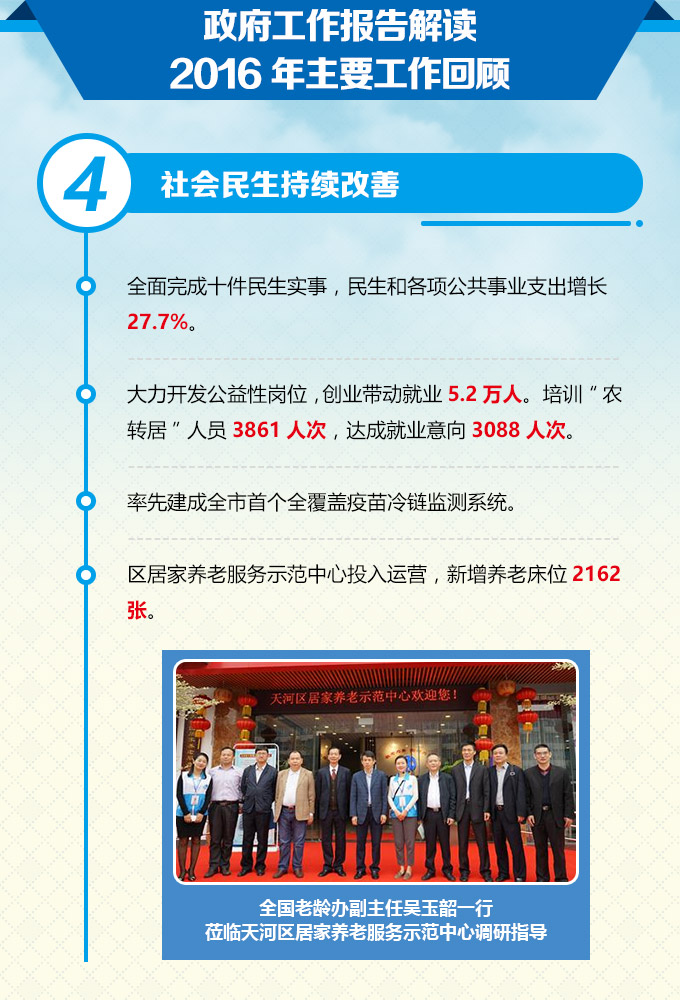 政府工作报告解读
2016 年主要工作回顾
4
社会民生持续改善
全面完成十件民生实事，民生和各项公共事业支出增长
27.7%。
大力开发公益性岗位，创业带动就业 5.2 万人。培训“农
转居”人员 3861 人次，达成就业意向 3088 人次。
率先建成全市首个全覆盖疫苗冷链监测系统。
区居家养老服务示范中心投入运营，新增养老床位 2162
张。
天河区居家养老示范中心欢迎您！
全国老龄办副主任吴玉韶一行
莅临天河区居家养老服务示范中心调研指导